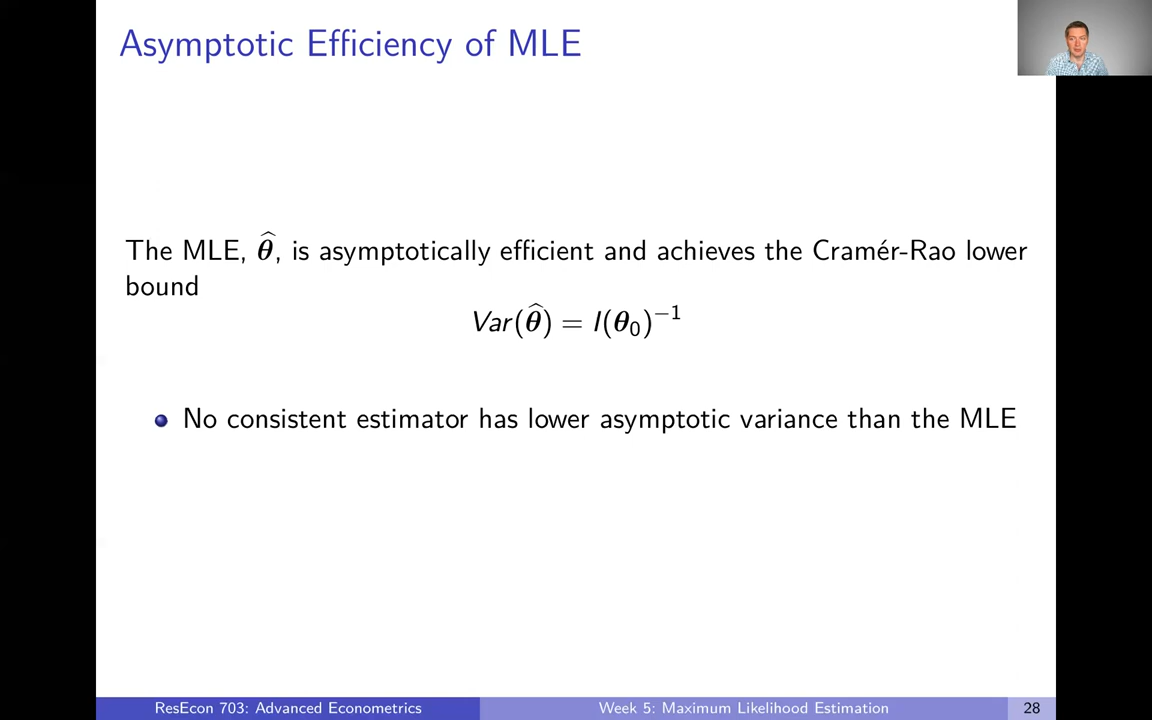 Asymptotic Efficiency of MLE
The MLE, θ̂, is asymptotically efficient and achieves the Cramér-Rao lower
bound
Var(θ̂) = I(θ₀)⁻¹
No consistent estimator has lower asymptotic variance than the MLE
ResEcon 703: Advanced Econometrics Week 5: Maximum Likelihood Estimation 28